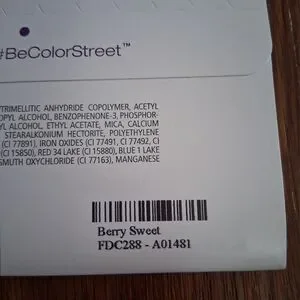 #BeColorStreet™
TRIMELLITIC ANHYDRIDE COPOLYMER, ACETYL
OPYL ALCOHOL, BENZOPHENONE-3, PHOSPHOR-
YL ALCOHOL, ETHYL ACETATE, MICA, CALCIUM
STEARALKONIUM HECTORITE, POLYETHYLENE
(CI 77891), IRON OXIDES (CI 77491, CI 77492, CI
(CI 15850), RED 34 LAKE (CI 15880), BLUE 1 LAKE
SMUTH OXYCHLORIDE (CI 77163), MANGANESE
Berry Sweet
FDC288 - A01481